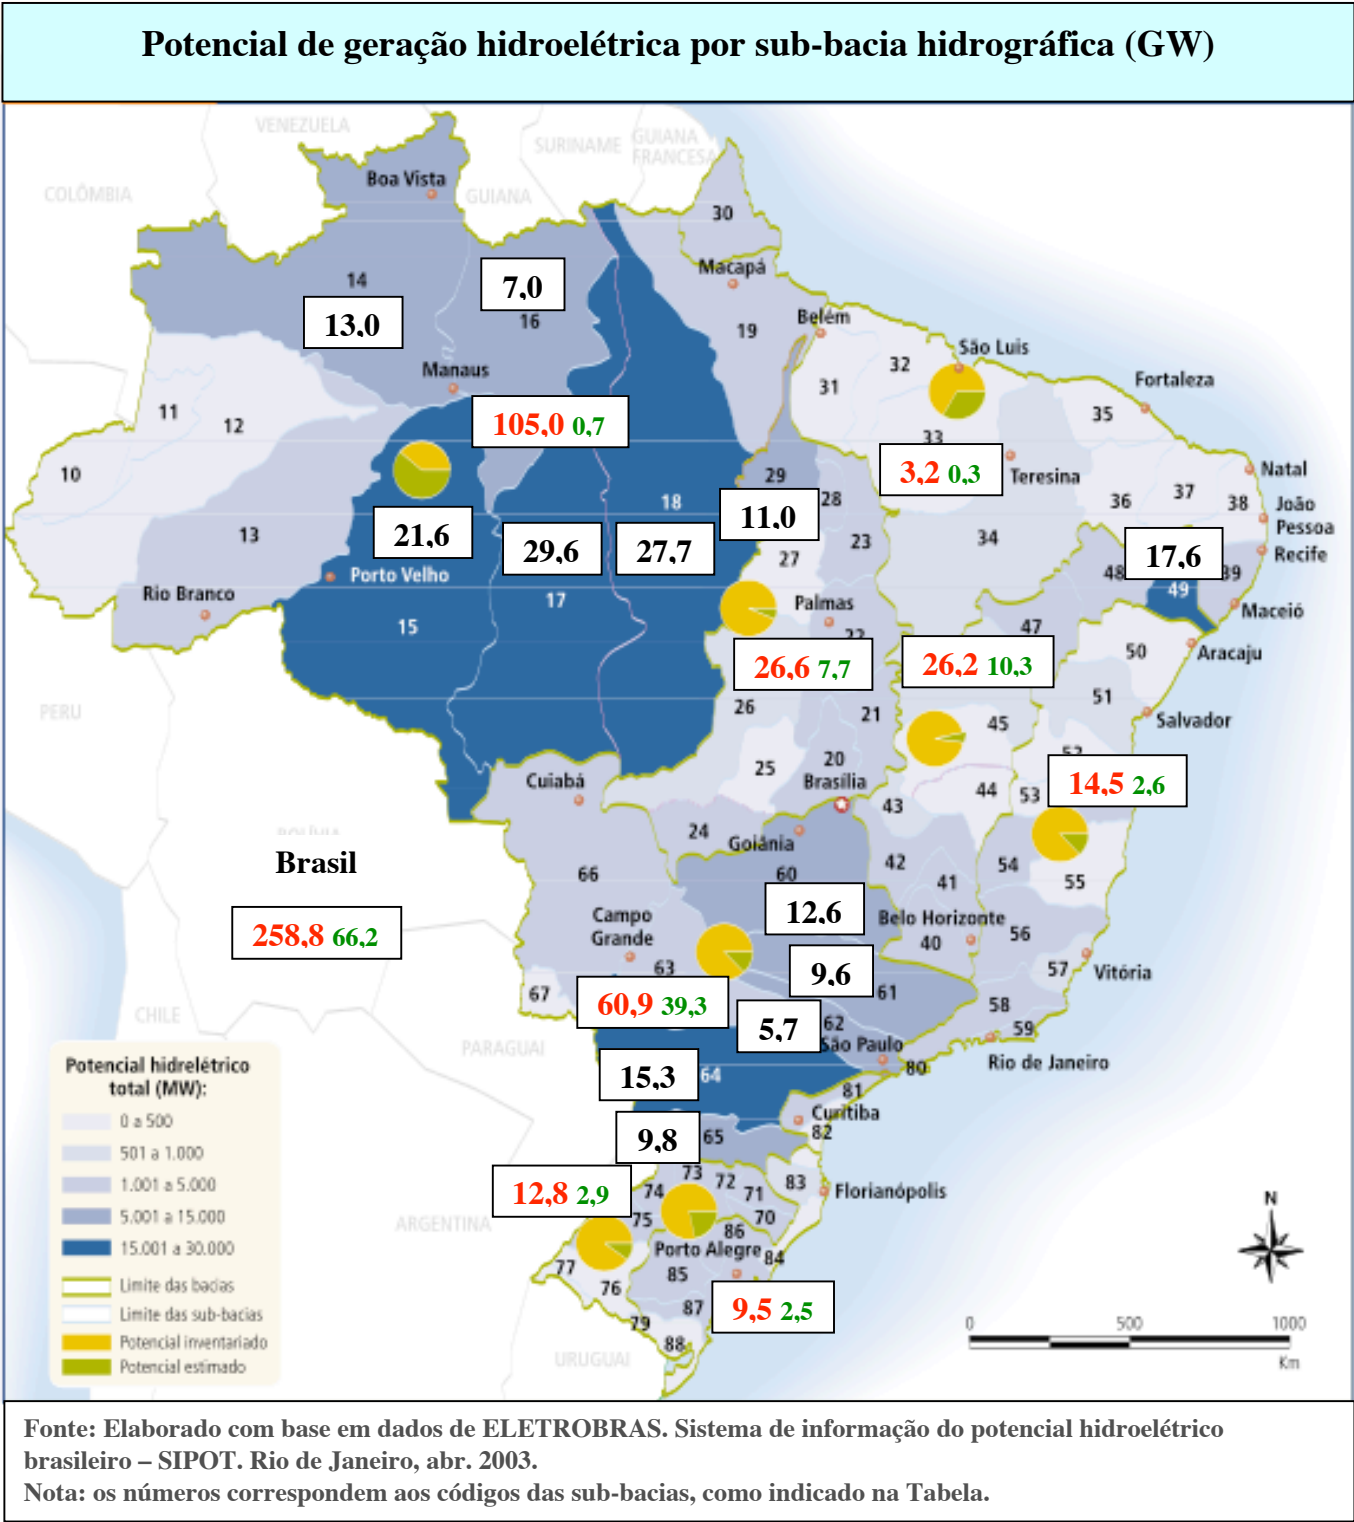 Potencial de geração hidroelétrica por sub-bacia hidrográfica (GW)
VENEZUELA
SURINAME
GUIANA
FRANCESA
COLÔMBIA
GUIANA
Boa Vista
30
Macapá
14
7,0
16
13,0
19
Belém
São Luis
32
31
Manaus
Fortaleza
35
11
12
105,0 0,7
33
10
3,2 0,3
Teresina
Natal
29
28
36
37
38
João
Pessoa
18
11,0
13
21,6
29,6
27,7
23
34
27
17,6
Recife
48
39
49
Porto Velho
Rio Branco
17
Palmas
Maceió
15
22
47
26,6 7,7
26,2 10,3
50
Aracaju
51
PERU
26
21
45
Salvador
52
25
20
Cuiabá
Brasília
44
53
14,5 2,6
43
24
Goiânia
BOLÍVIA
Brasil
66
60
42
41
54
55
12,6
258,8 66,2
Campo
Grande
Belo Horizonte
40
56
63
9,6
57
Vitória
67
60,9 39,3
61
58
CHILE
5,7
62
59
São Paulo
PARAGUAI
Rio de Janeiro
80
15,3
64
81
Curitiba
82
9,8
65
73
72
71
83
Florianópolis
12,8 2,9
74
75
70
ARGENTINA
86
Porto Alegre
84
77
76
85
9,5 2,5
87
79
88
URUGUAI
Potencial hidrelétrico
total (MW):
0 a 500
501 a 1.000
1.001 a 5.000
5.001 a 15.000
15.001 a 30.000
Limite das bacias
Limite das sub-bacias
Potencial inventariado
Potencial estimado
N
0 500 1000
Km
Fonte: Elaborado com base em dados de ELETROBRAS. Sistema de informação do potencial hidroelétrico
brasileiro – SIPOT. Rio de Janeiro, abr. 2003.
Nota: os números correspondem aos códigos das sub-bacias, como indicado na Tabela.